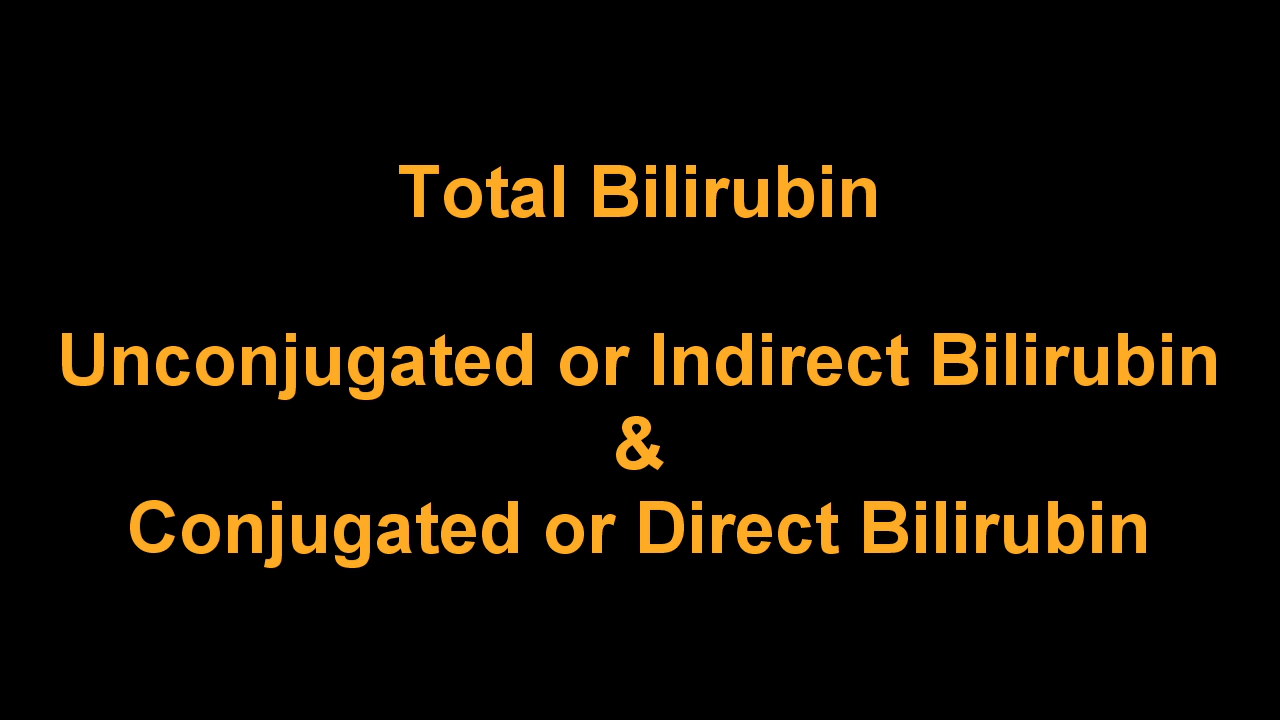 Total Bilirubin
Unconjugated or Indirect Bilirubin
&
Conjugated or Direct Bilirubin